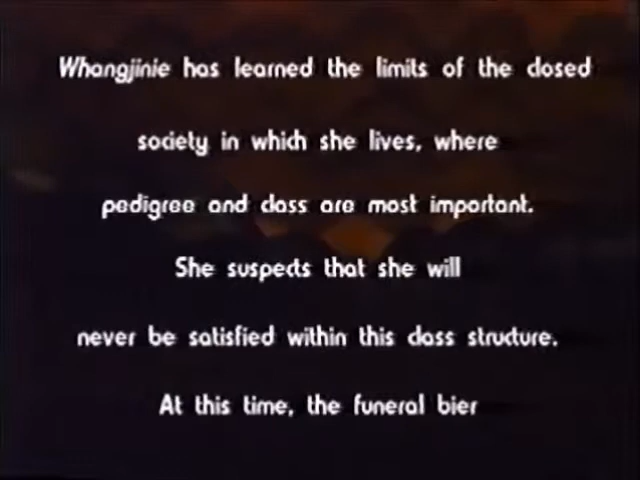 Whangjinie has learned the limits of the closed
society in which she lives, where
pedigree and class are most important.
She suspects that she will
never be satisfied within this class structure.
At this time, the funeral bier